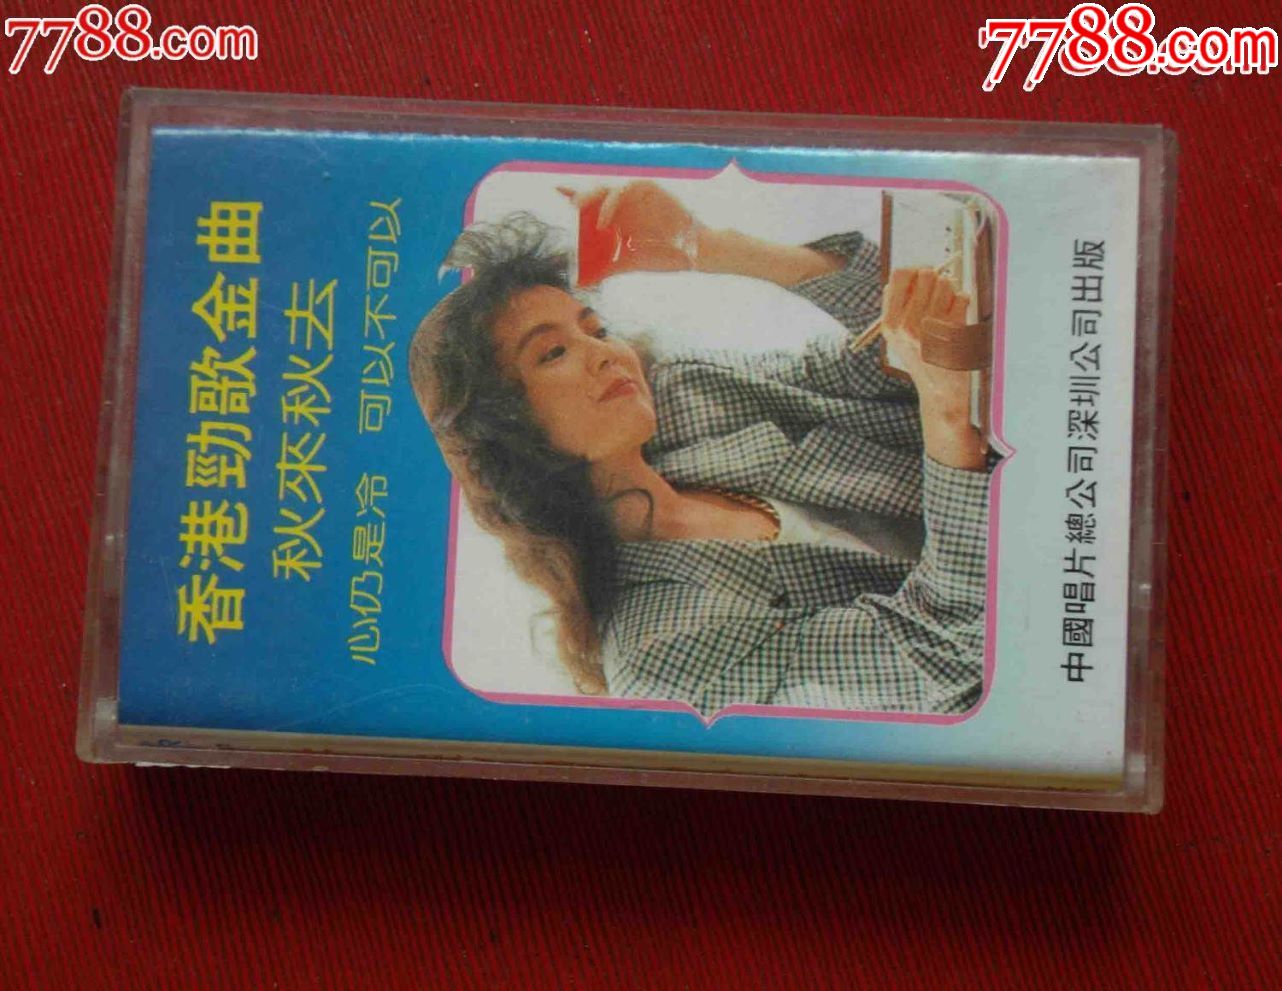 7788.com
7788.com
香港勁歌金曲
秋來秋去
心仍是冷 可以不可以
中國唱片總公司深圳公司出版